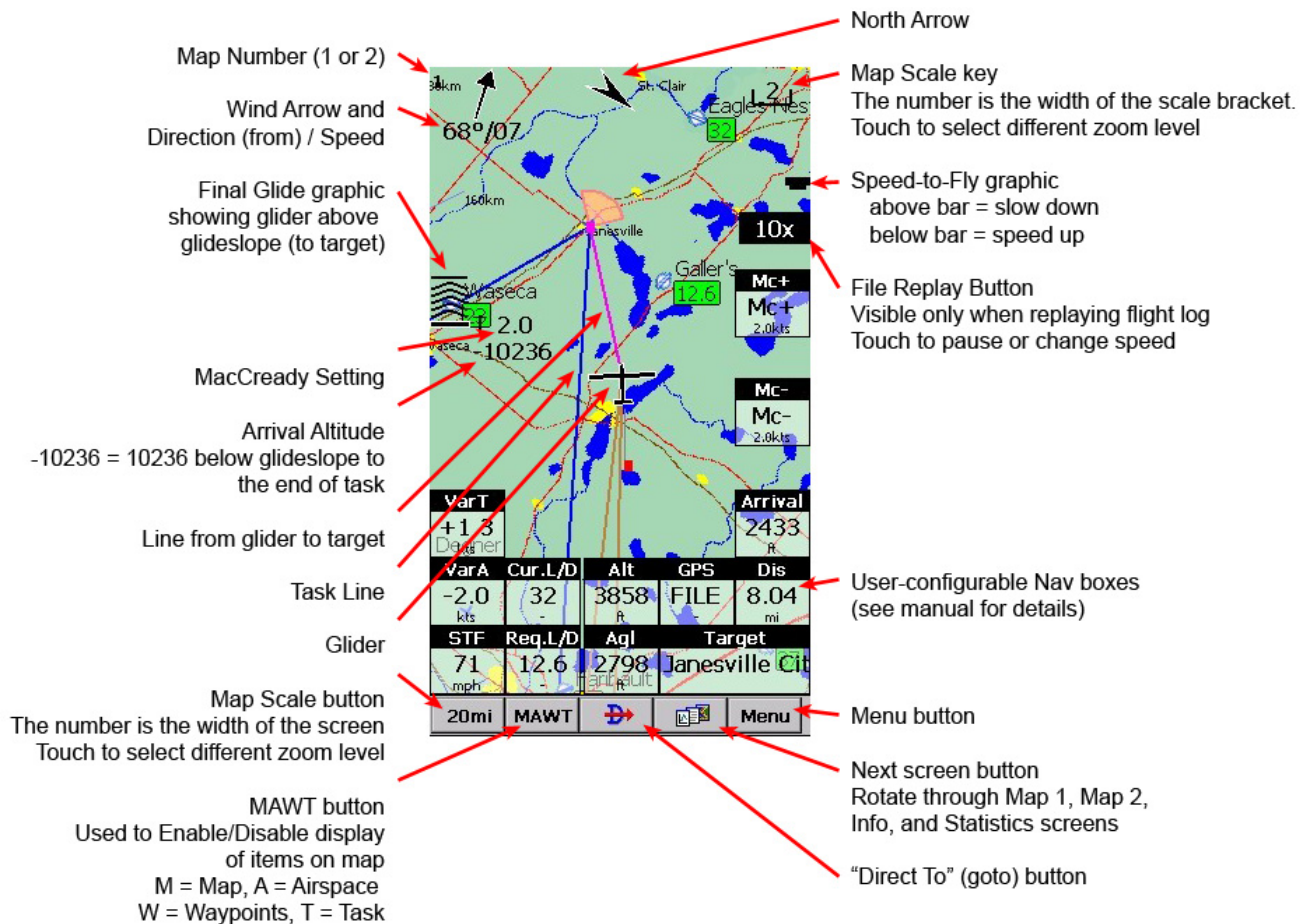 North Arrow
Map Number (1 or 2)
Map Scale key
The number is the width of the scale bracket.
Touch to select different zoom level
Wind Arrow and
Direction (from) / Speed
Final Glide graphic
showing glider above
glideslope (to target)
Speed-to-Fly graphic
above bar = slow down
below bar = speed up
File Replay Button
Visible only when replaying flight log
Touch to pause or change speed
MacCready Setting
Arrival Altitude
-10236 = 10236 below glideslope to
the end of task
Line from glider to target
Task Line
Glider
User-configurable Nav boxes
(see manual for details)
Map Scale button
The number is the width of the screen
Touch to select different zoom level
Menu button
MAWT button
Used to Enable/Disable display
of items on map
M = Map, A = Airspace
W = Waypoints, T = Task
Next screen button
Rotate through Map 1, Map 2,
Info, and Statistics screens
“Direct To” (goto) button
1
St. Clair
2
Eagles Nes
32
68°/07
160km
10x
anesville
Galler's
12.6
Mc+
Mc+
2.0kts
Waseca
2.0
-10236
Mc-
Mc-
2.0kts
VarT
+1.3
kts
Arrival
2433
ft
VarA Cur.L/D Alt GPS Dis
-2.0 32 3858 FILE 8.04
kts - ft - mi
STF Req.L/D Agl Target
71 12.6 2798 Janesville Cit
mph - ft
20mi MAWT Menu